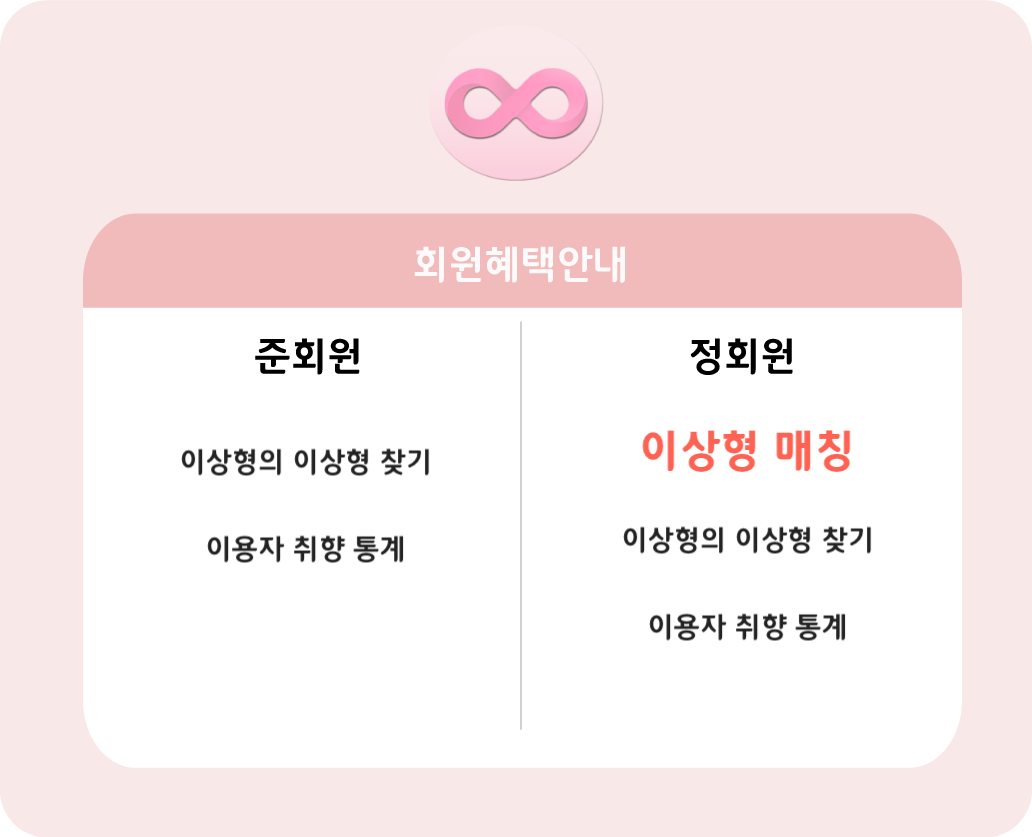 회원혜택안내
준회원
이상형의 이상형 찾기
이용자 취향 통계
정회원
이상형 매칭
이상형의 이상형 찾기
이용자 취향 통계